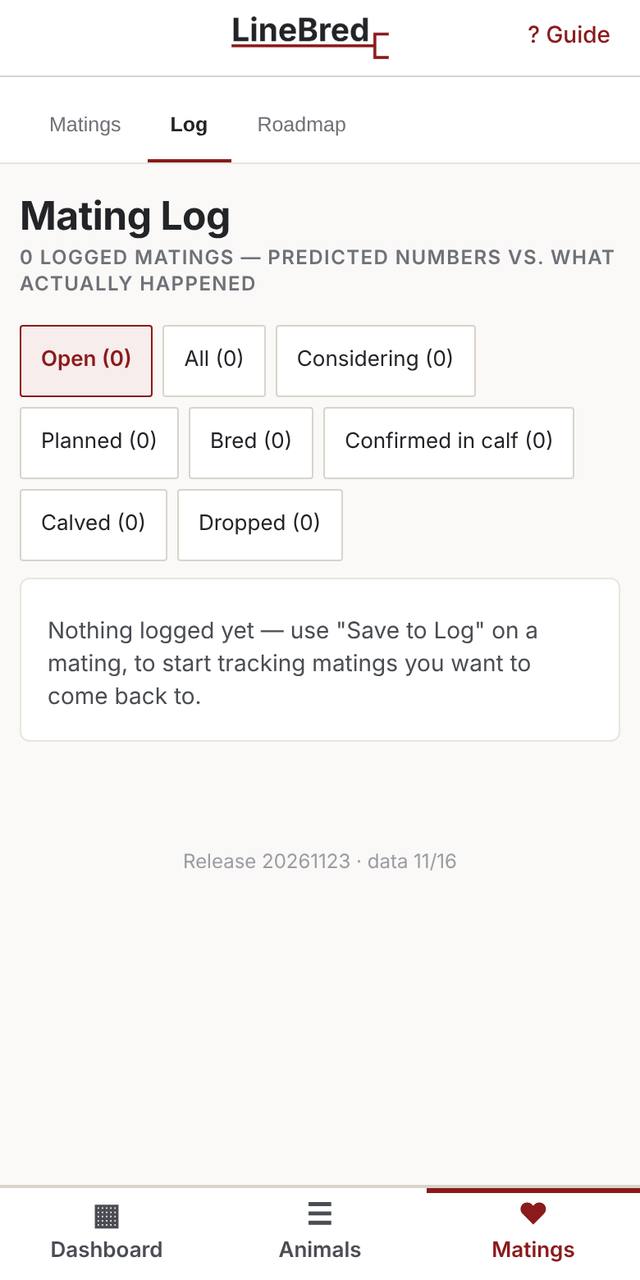 LineBred
? Guide
Matings
Log
Roadmap
Mating Log
0 LOGGED MATINGS — PREDICTED NUMBERS VS. WHAT
ACTUALLY HAPPENED
Open (0)
All (0)
Considering (0)
Planned (0)
Bred (0)
Confirmed in calf (0)
Calved (0)
Dropped (0)
Nothing logged yet — use "Save to Log" on a
mating, to start tracking matings you want to
come back to.
Release 20261123 · data 11/16
Dashboard
Animals
Matings